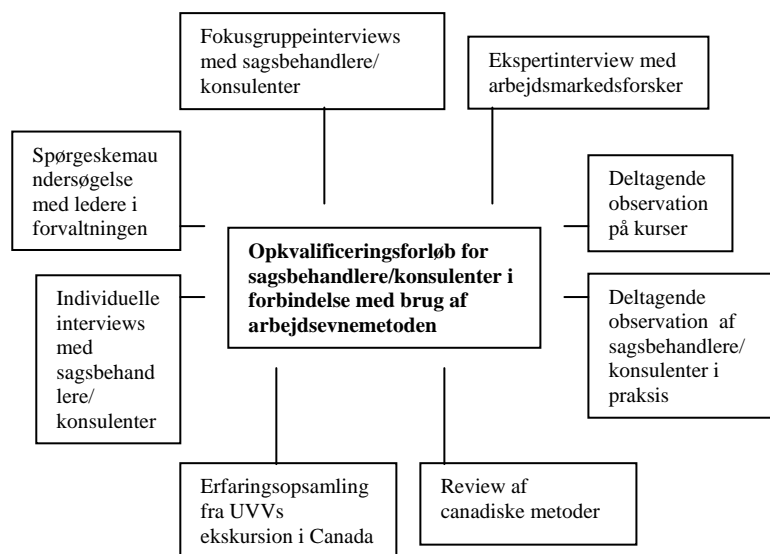 Fokusgruppeinterviews
med sagsbehandlere/
konsulenter
Ekspertinterview med
arbejdsmarkedsforsker
Spørgeskemau
ndersøgelse
med ledere i
forvaltningen
Deltagende
observation
på kurser
Opkvalificeringsforløb for
sagsbehandlere/konsulenter i
forbindelse med brug af
arbejdsevnemetoden
Individuelle
interviews
med
sagsbehand
lere/
konsulenter
Deltagende
observation af
sagsbehandlere/
konsulenter i
praksis
Erfaringsopsamling
fra UVVs
ekskursion i Canada
Review af
canadiske metoder